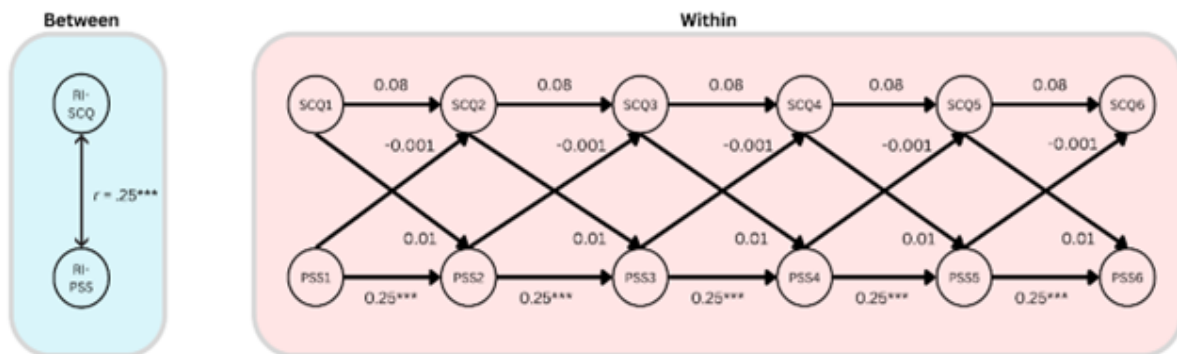 Between
Within
RI-
SCQ
r = .25***
RI-
PSS
0.08
0.08
0.08
0.08
0.08
SCQ1
SCQ2
SCQ3
SCQ4
SCQ5
SCQ6
-0.001
-0.001
-0.001
-0.001
-0.001
0.01
0.01
0.01
0.01
0.01
PSS1
PSS2
PSS3
PSS4
PSS5
PSS6
0.25***
0.25***
0.25***
0.25***
0.25***